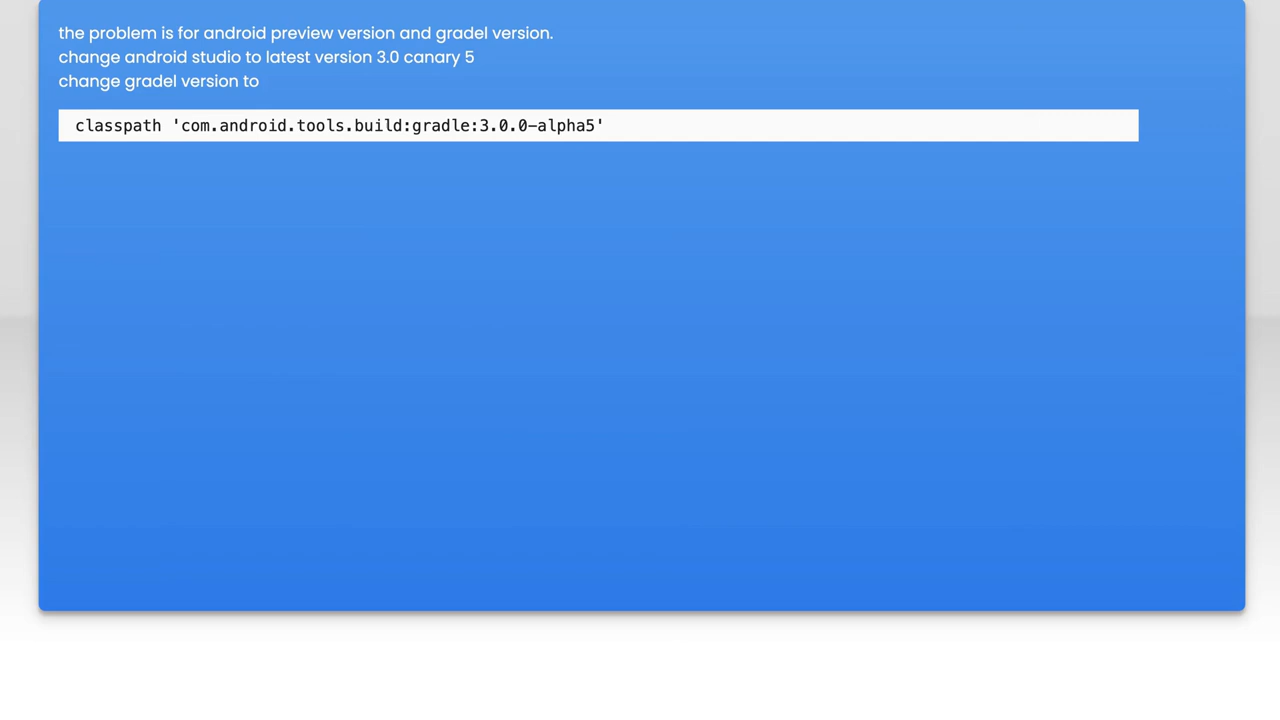 the problem is for android preview version and gradel version.
change android studio to latest version 3.0 canary 5
change gradel version to
classpath 'com.android.tools.build:gradle:3.0.0-alpha5'